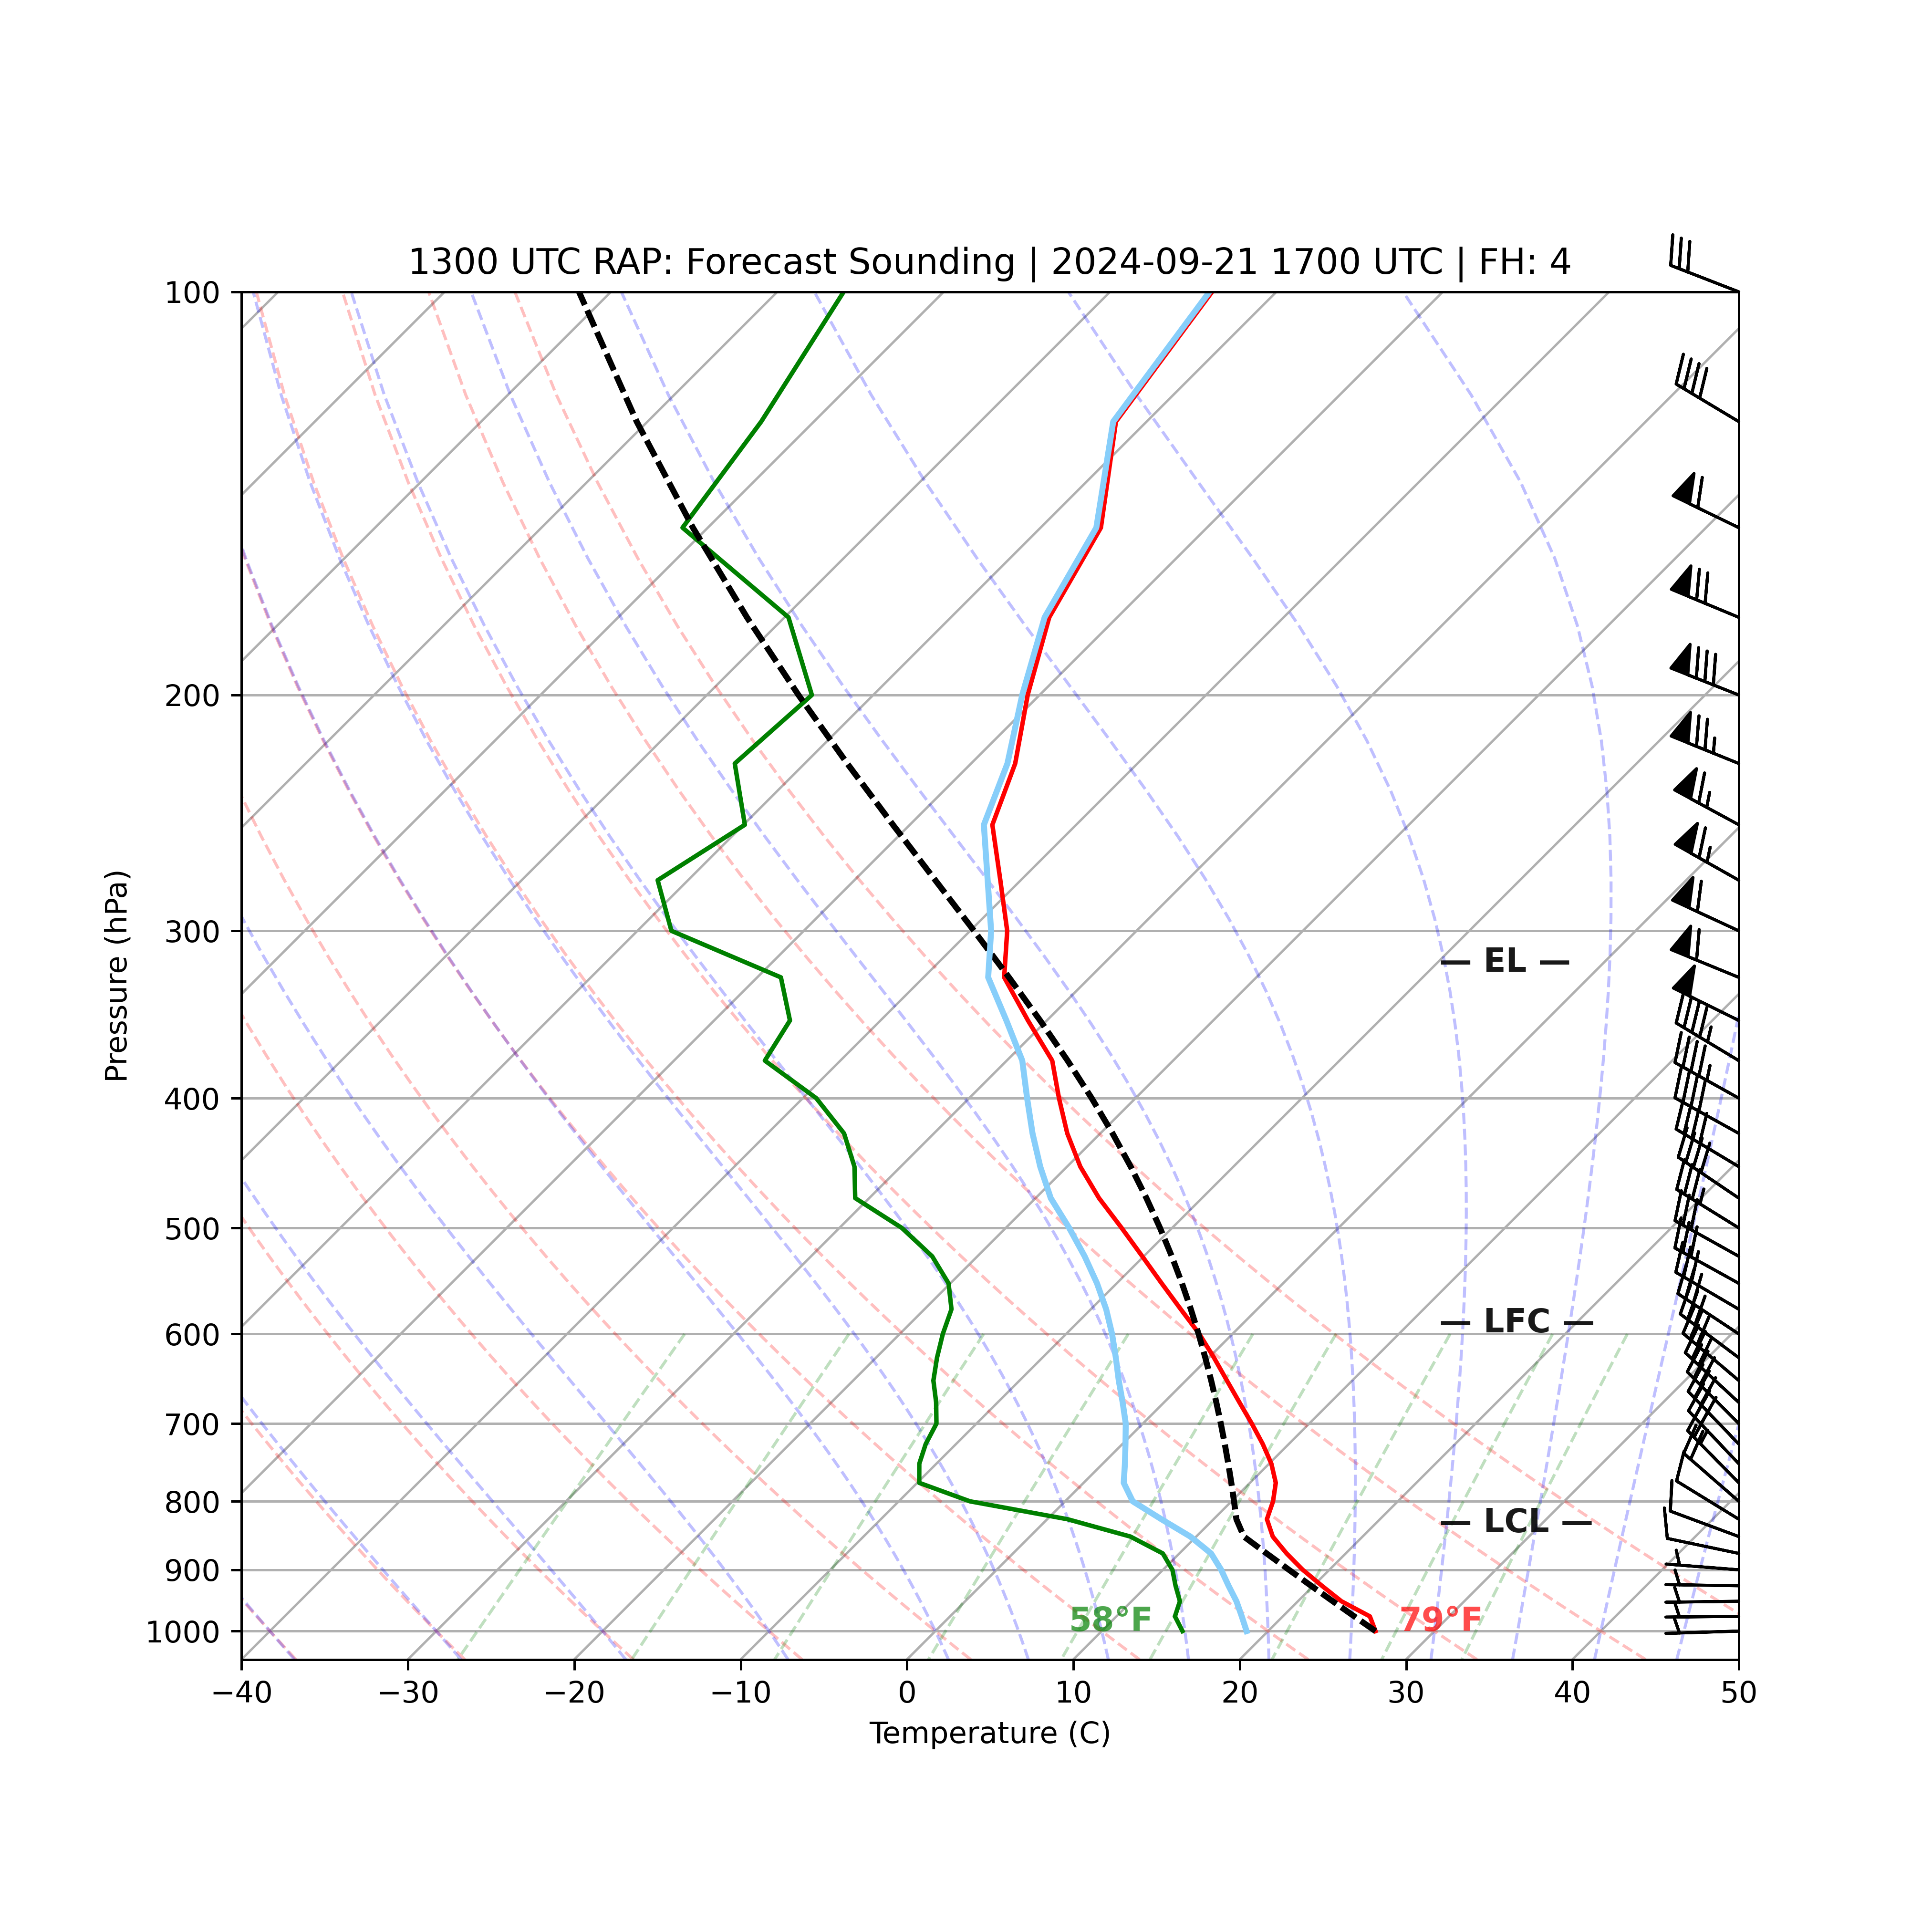 1300 UTC RAP: Forecast Sounding | 2024-09-21 1700 UTC | FH: 4
100
200
300
400
500
600
700
800
900
1000
Pressure (hPa)
— EL —
— LFC —
— LCL —
58°F
79°F
−40 −30 −20 −10 0 10 20 30 40 50
Temperature (C)